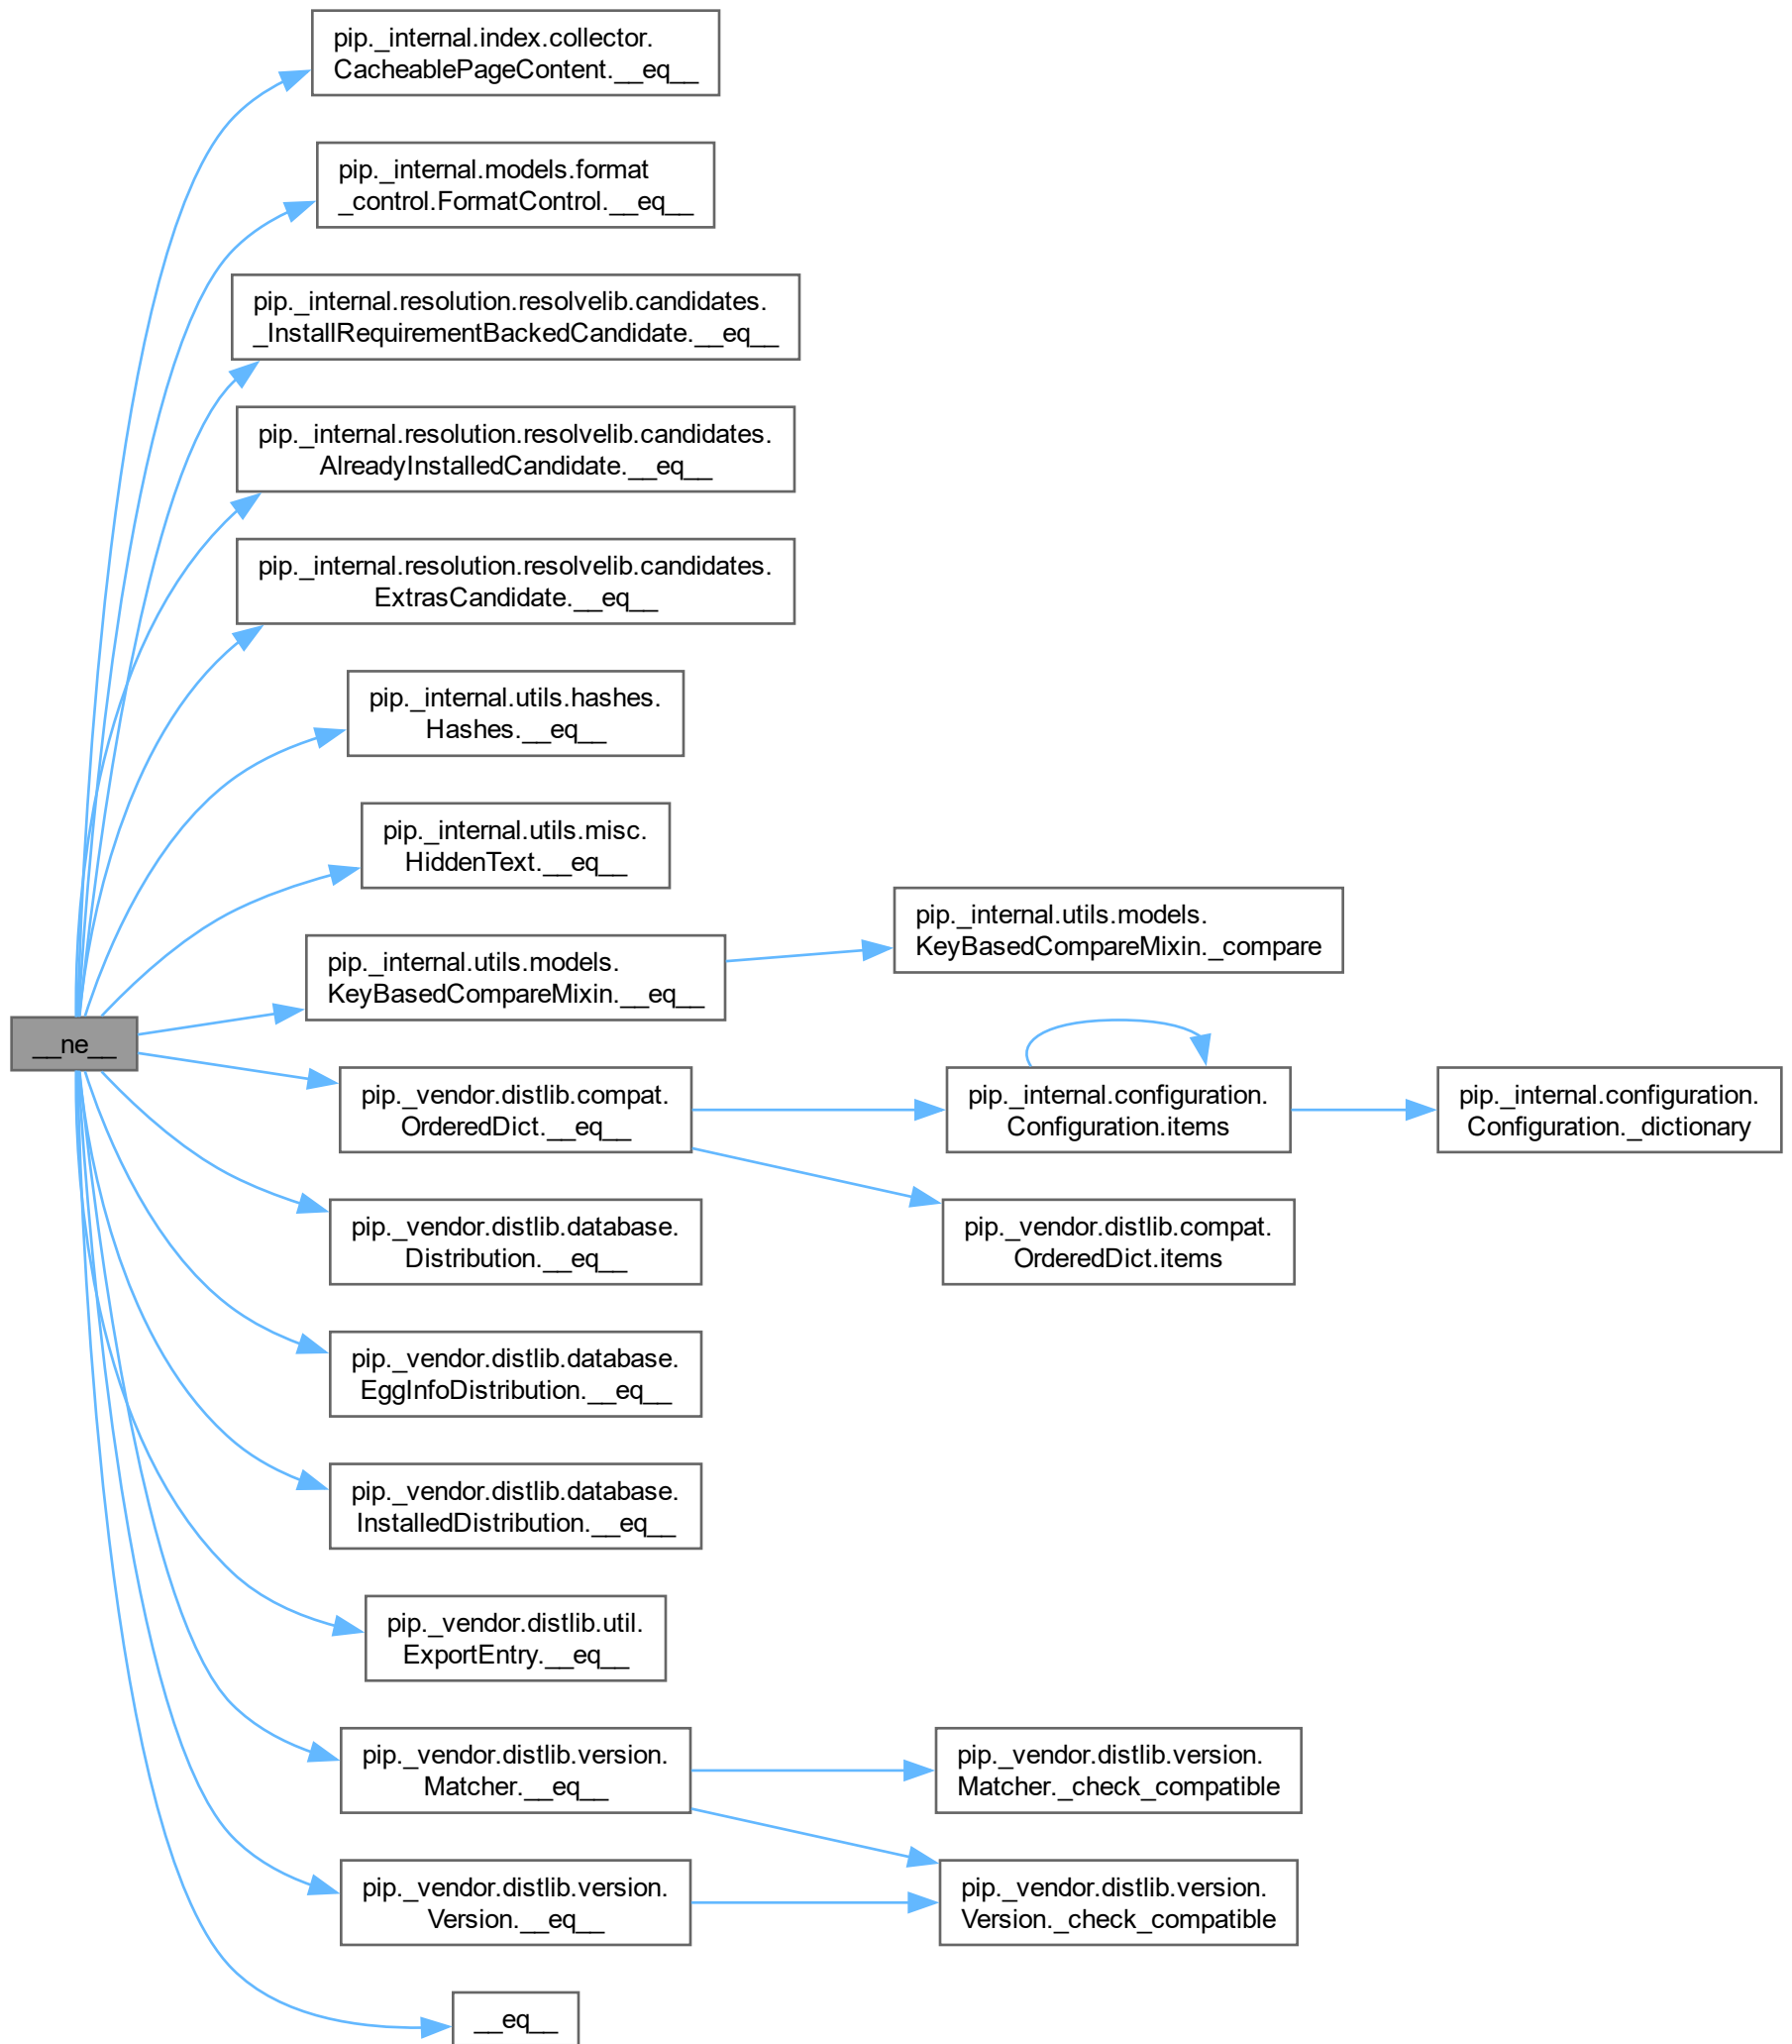 pip._internal.index.collector.
CacheablePageContent.__eq__
pip._internal.models.format
_control.FormatControl.__eq__
pip._internal.resolution.resolvelib.candidates.
_InstallRequirementBackedCandidate.__eq__
pip._internal.resolution.resolvelib.candidates.
AlreadyInstalledCandidate.__eq__
pip._internal.resolution.resolvelib.candidates.
ExtrasCandidate.__eq__
pip._internal.utils.hashes.
Hashes.__eq__
pip._internal.utils.misc.
HiddenText.__eq__
pip._internal.utils.models.
KeyBasedCompareMixin.__eq__
pip._internal.utils.models.
KeyBasedCompareMixin._compare
__ne__
pip._vendor.distlib.compat.
OrderedDict.__eq__
pip._internal.configuration.
Configuration.items
pip._internal.configuration.
Configuration._dictionary
pip._vendor.distlib.database.
Distribution.__eq__
pip._vendor.distlib.compat.
OrderedDict.items
pip._vendor.distlib.database.
EggInfoDistribution.__eq__
pip._vendor.distlib.database.
InstalledDistribution.__eq__
pip._vendor.distlib.util.
ExportEntry.__eq__
pip._vendor.distlib.version.
Matcher.__eq__
pip._vendor.distlib.version.
Matcher._check_compatible
pip._vendor.distlib.version.
Version.__eq__
pip._vendor.distlib.version.
Version._check_compatible
__eq__